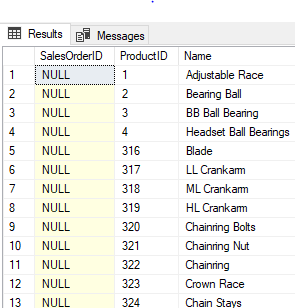 Results Messages
SalesOrderID ProductID Name
1 NULL 1 Adjustable Race
2 NULL 2 Bearing Ball
3 NULL 3 BB Ball Bearing
4 NULL 4 Headset Ball Bearings
5 NULL 316 Blade
6 NULL 317 LL Crankarm
7 NULL 318 ML Crankarm
8 NULL 319 HL Crankarm
9 NULL 320 Chainring Bolts
10 NULL 321 Chainring Nut
11 NULL 322 Chainring
12 NULL 323 Crown Race
13 NULL 324 Chain Stays